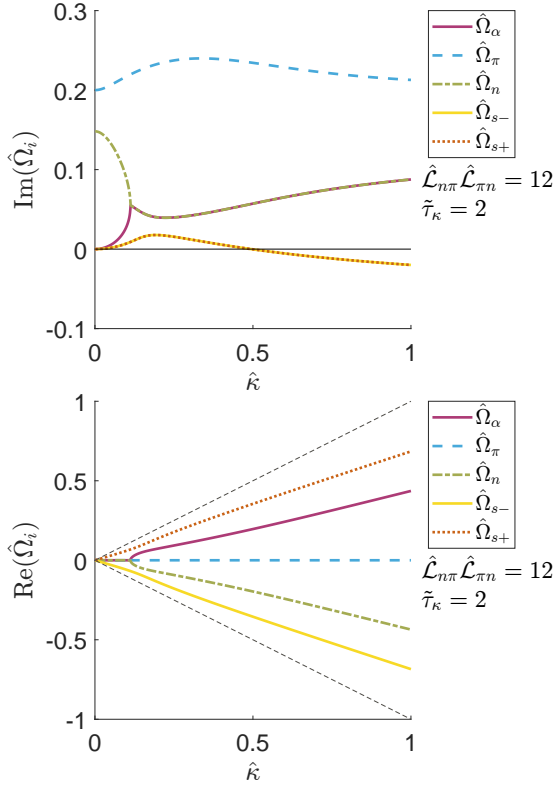 0.3
0.2
0.1
0
-0.1
Im(Ω̂ᵢ)
0 0.5 1
κ̂
Ω̂_α
Ω̂_π
Ω̂_n
Ω̂_{s−}
Ω̂_{s+}
ℒ̂_{nπ}ℒ̂_{πn} = 12
τ̃_κ = 2
1
0.5
0
-0.5
-1
Re(Ω̂ᵢ)
0 0.5 1
κ̂
Ω̂_α
Ω̂_π
Ω̂_n
Ω̂_{s−}
Ω̂_{s+}
ℒ̂_{nπ}ℒ̂_{πn} = 12
τ̃_κ = 2